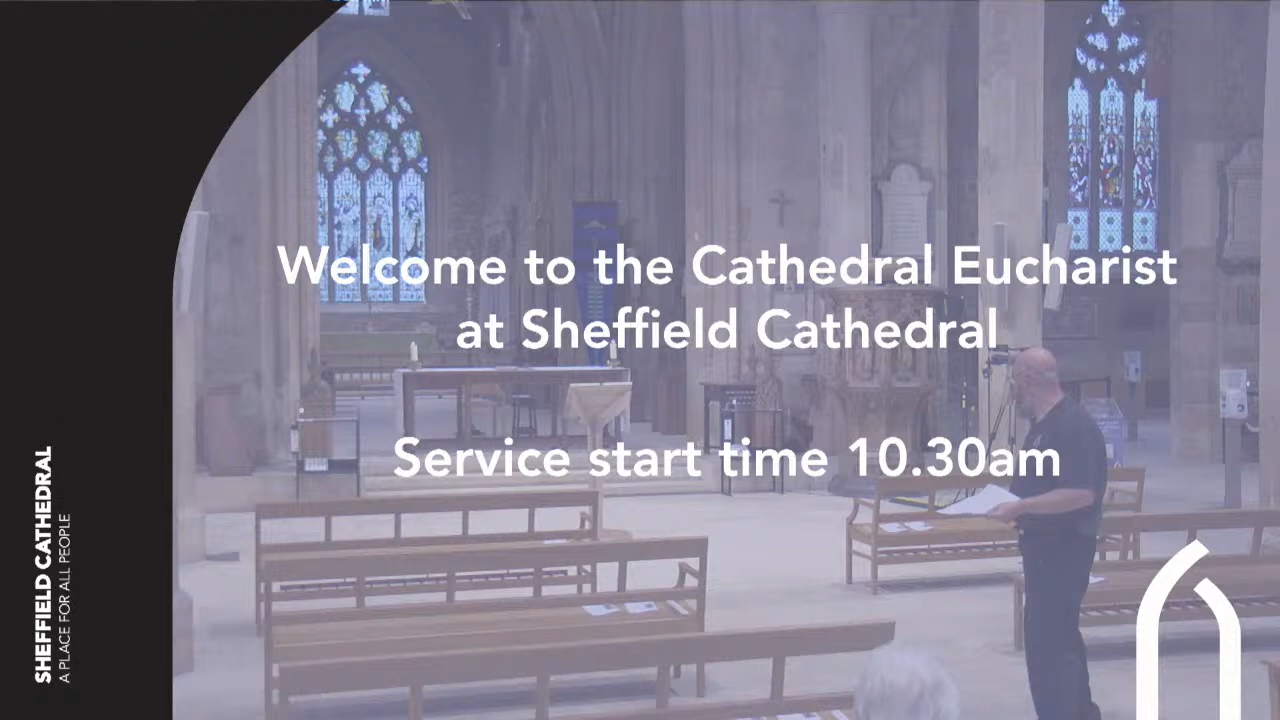 Welcome to the Cathedral Eucharist
at Sheffield Cathedral
Service start time 10.30am
SHEFFIELD CATHEDRAL
A PLACE FOR ALL PEOPLE